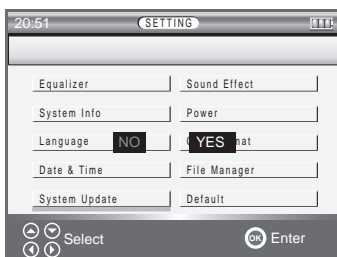 20:51 SETTING
Equalizer Sound Effect
System Info Power
Language NO YES mat
Date & Time File Manager
System Update Default
Select OK Enter